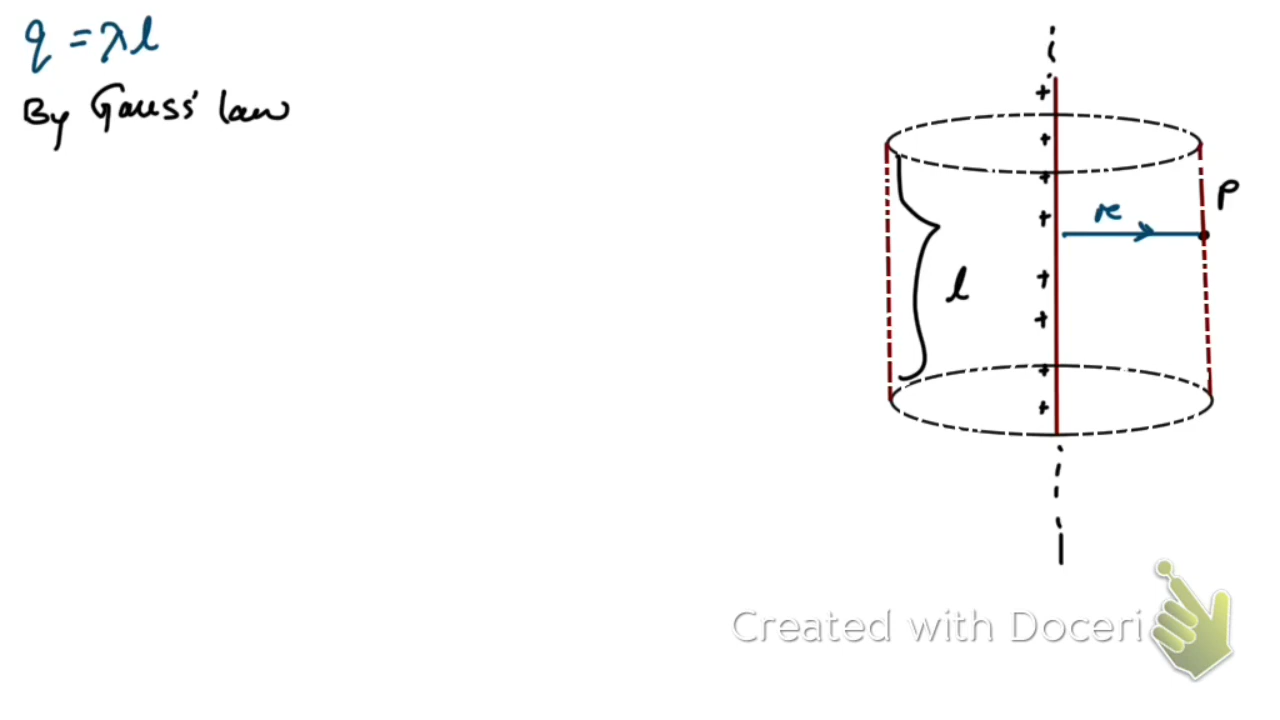 q = λl
By Gauss' law
+
+
+
+
+
+
+
+
r
P
l
Created with Doceri